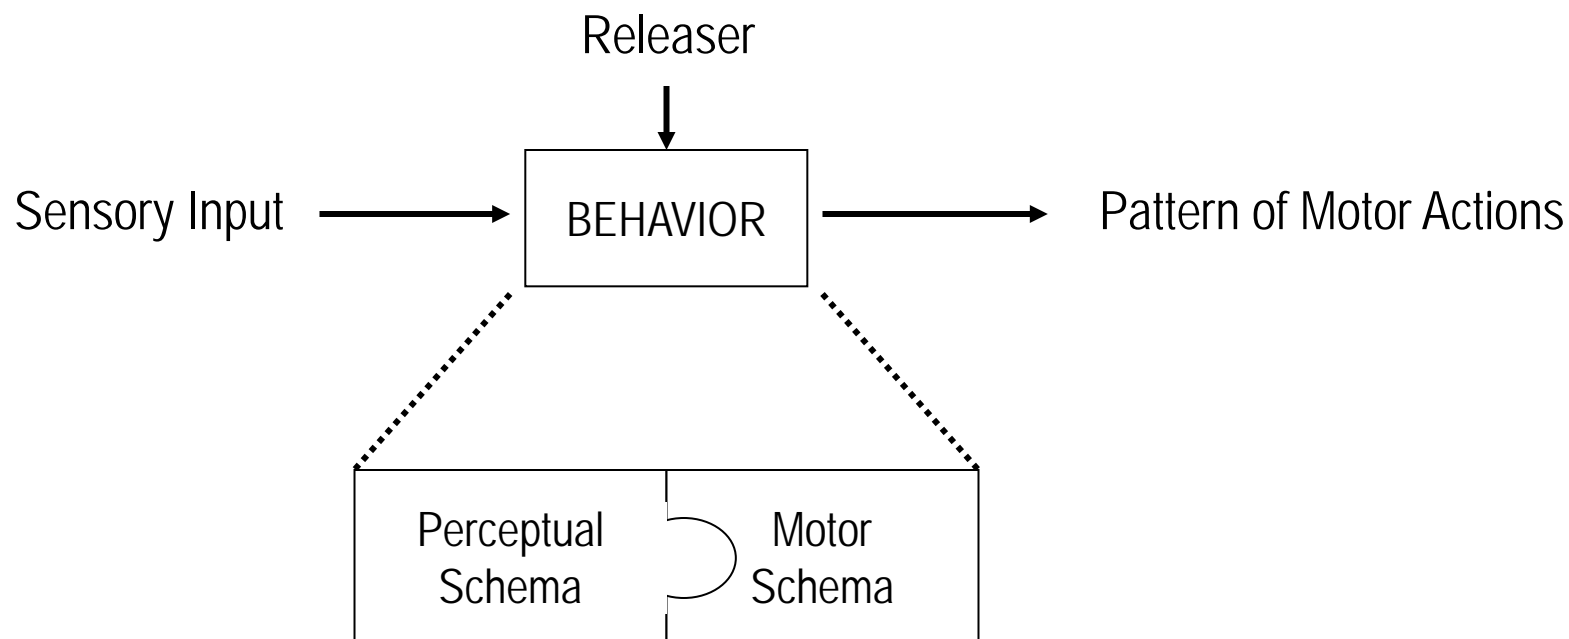 Releaser
Sensory Input
BEHAVIOR
Pattern of Motor Actions
Perceptual
Schema
Motor
Schema